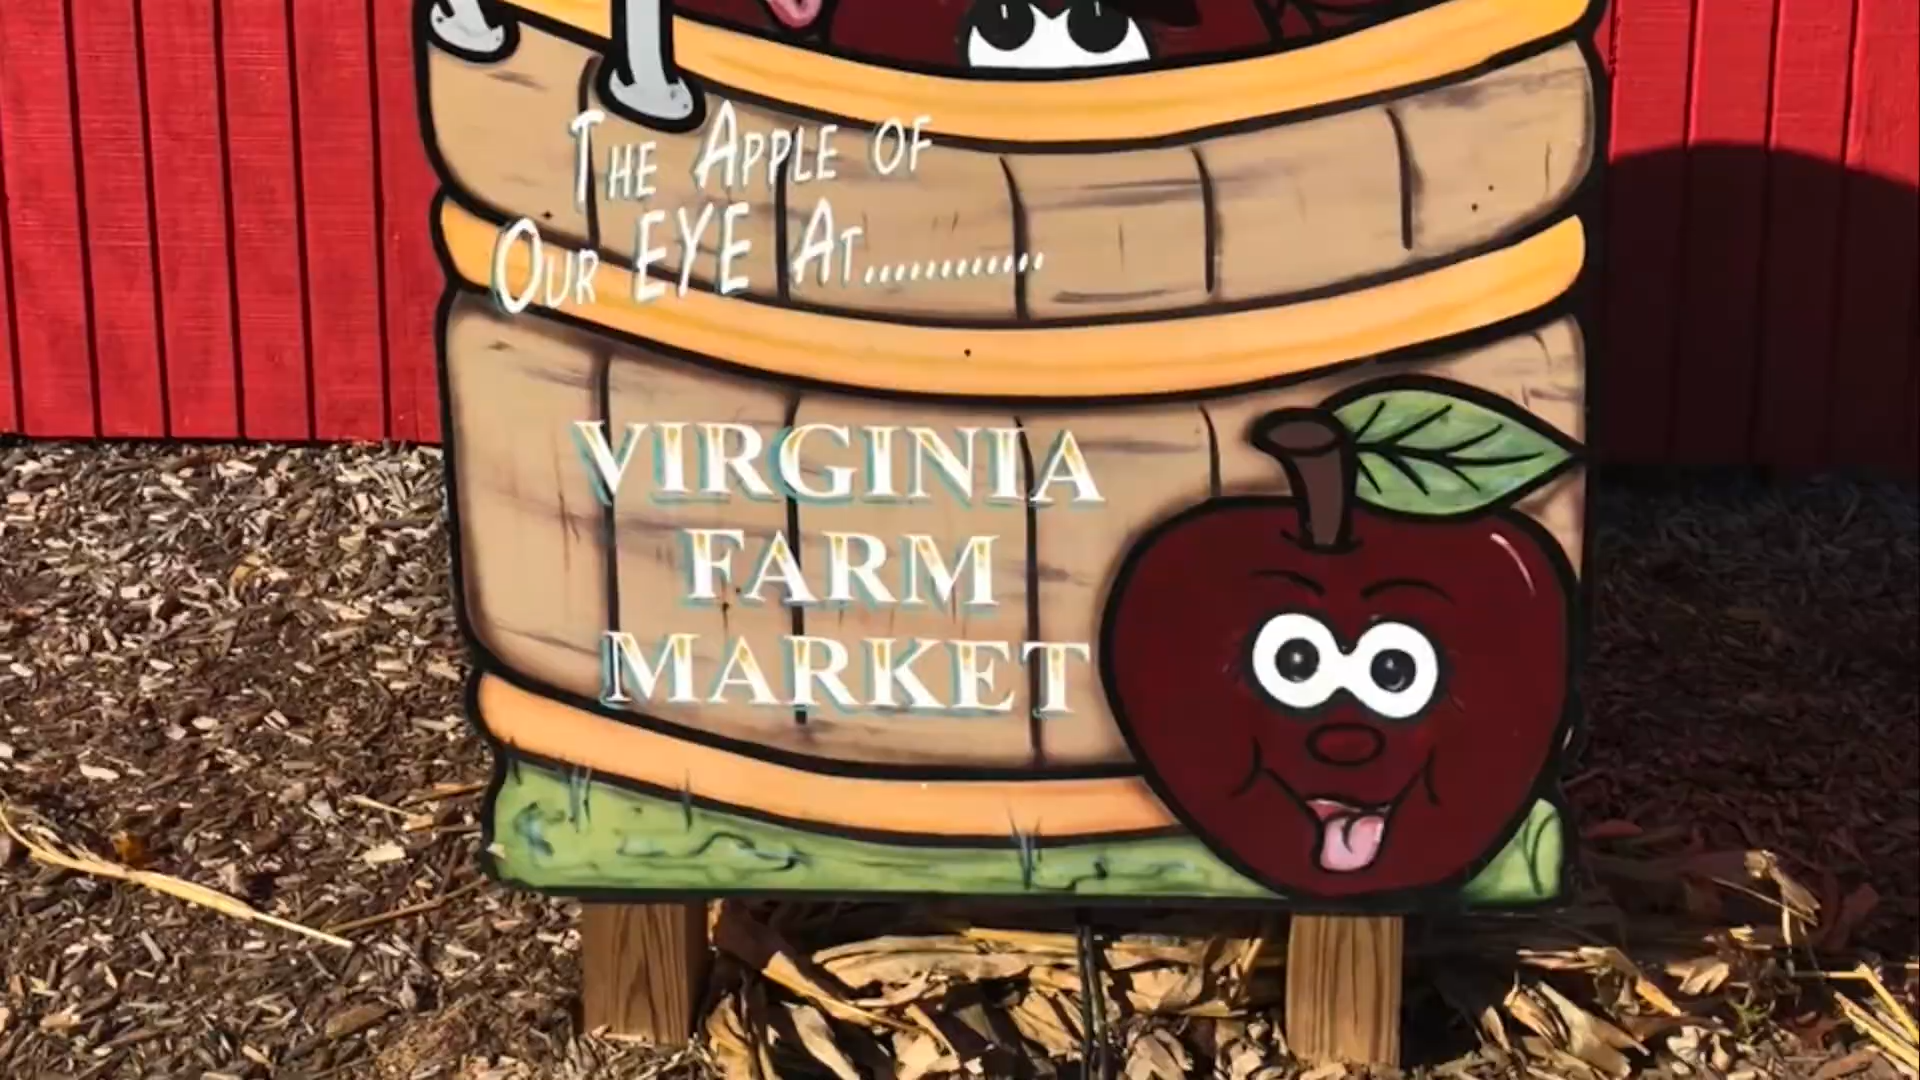 The Apple of
Our EYE At............
VIRGINIA
FARM
MARKET